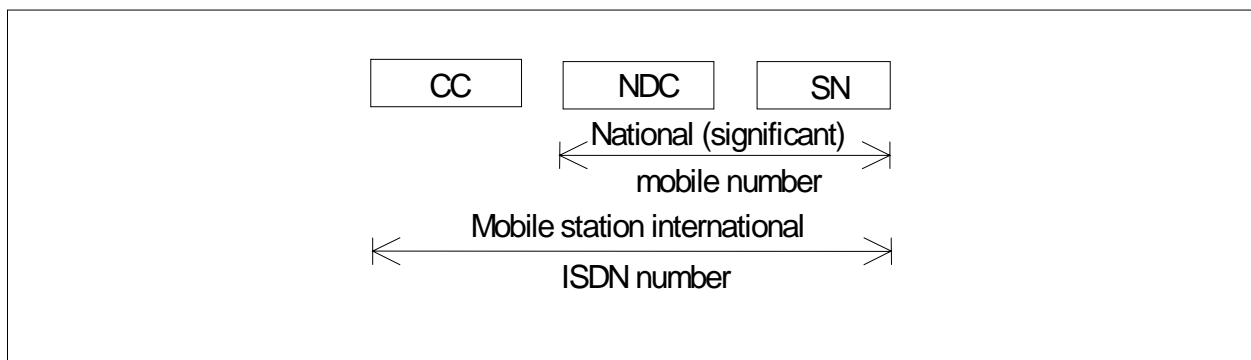 CC NDC SN
National (significant)
mobile number
Mobile station international
ISDN number